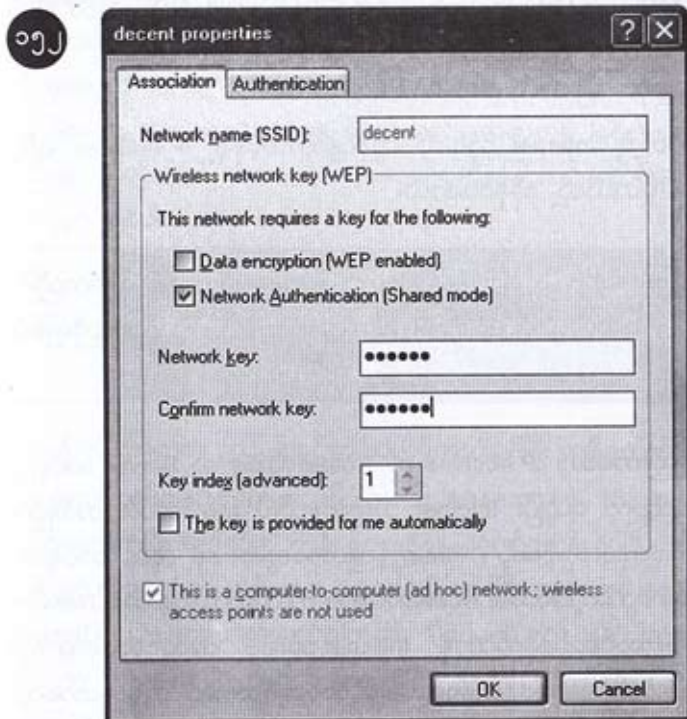 decent properties
Association Authentication
Network name (SSID): decent
Wireless network key (WEP)
This network requires a key for the following:
Data encryption (WEP enabled)
Network Authentication (Shared mode)
Network key: ••••••
Confirm network key: ••••••
Key index (advanced): 1
The key is provided for me automatically
This is a computer-to-computer (ad hoc) network; wireless
access points are not used
OK Cancel